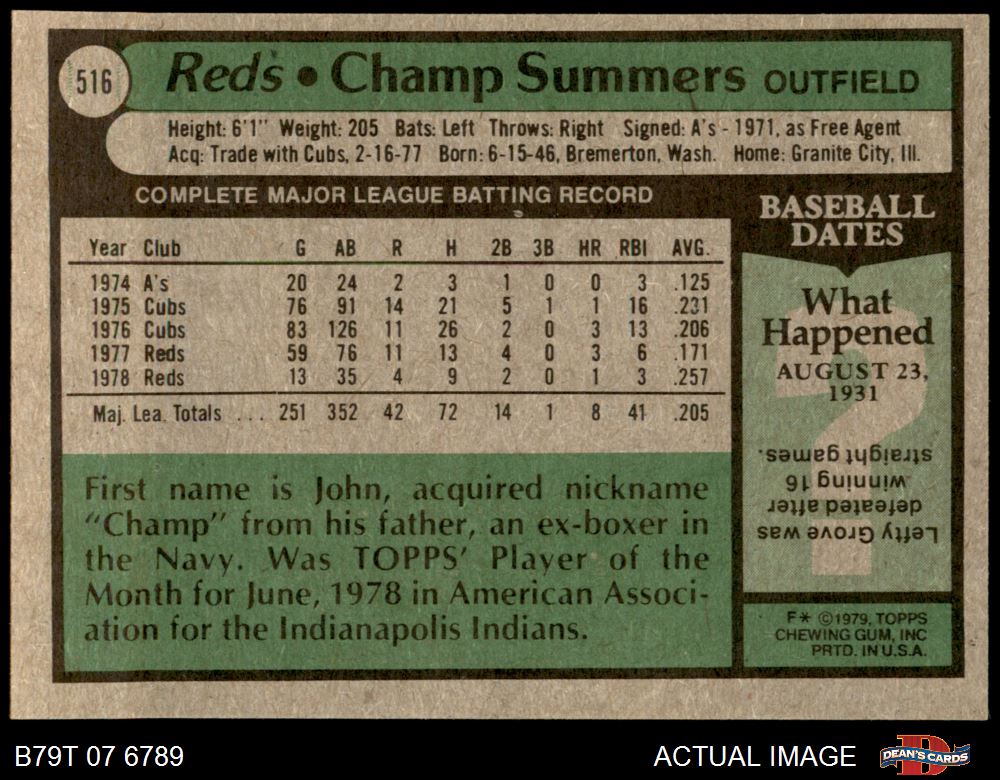 516 Reds • Champ Summers OUTFIELD
Height: 6'1" Weight: 205 Bats: Left Throws: Right Signed: A's - 1971, as Free Agent
Acq: Trade with Cubs, 2-16-77 Born: 6-15-46, Bremerton, Wash. Home: Granite City, Ill.
COMPLETE MAJOR LEAGUE BATTING RECORD
Year Club G AB R H 2B 3B HR RBI AVG.
1974 A's 20 24 2 3 1 0 0 3 .125
1975 Cubs 76 91 14 21 5 1 1 16 .231
1976 Cubs 83 126 11 26 2 0 3 13 .206
1977 Reds 59 76 11 13 4 0 3 6 .171
1978 Reds 13 35 4 9 2 0 1 3 .257
Maj. Lea. Totals ... 251 352 42 72 14 1 8 41 .205
First name is John, acquired nickname
"Champ" from his father, an ex-boxer in
the Navy. Was TOPPS' Player of the
Month for June, 1978 in American Associ-
ation for the Indianapolis Indians.
BASEBALL
DATES
What
Happened
AUGUST 23,
1931
?
Lefty Grove was
defeated after
winning 16
straight games.
F* ©1979, TOPPS
CHEWING GUM, INC
PRTD. IN U.S.A.
B79T 07 6789
ACTUAL IMAGE
D
DEAN'S CARDS